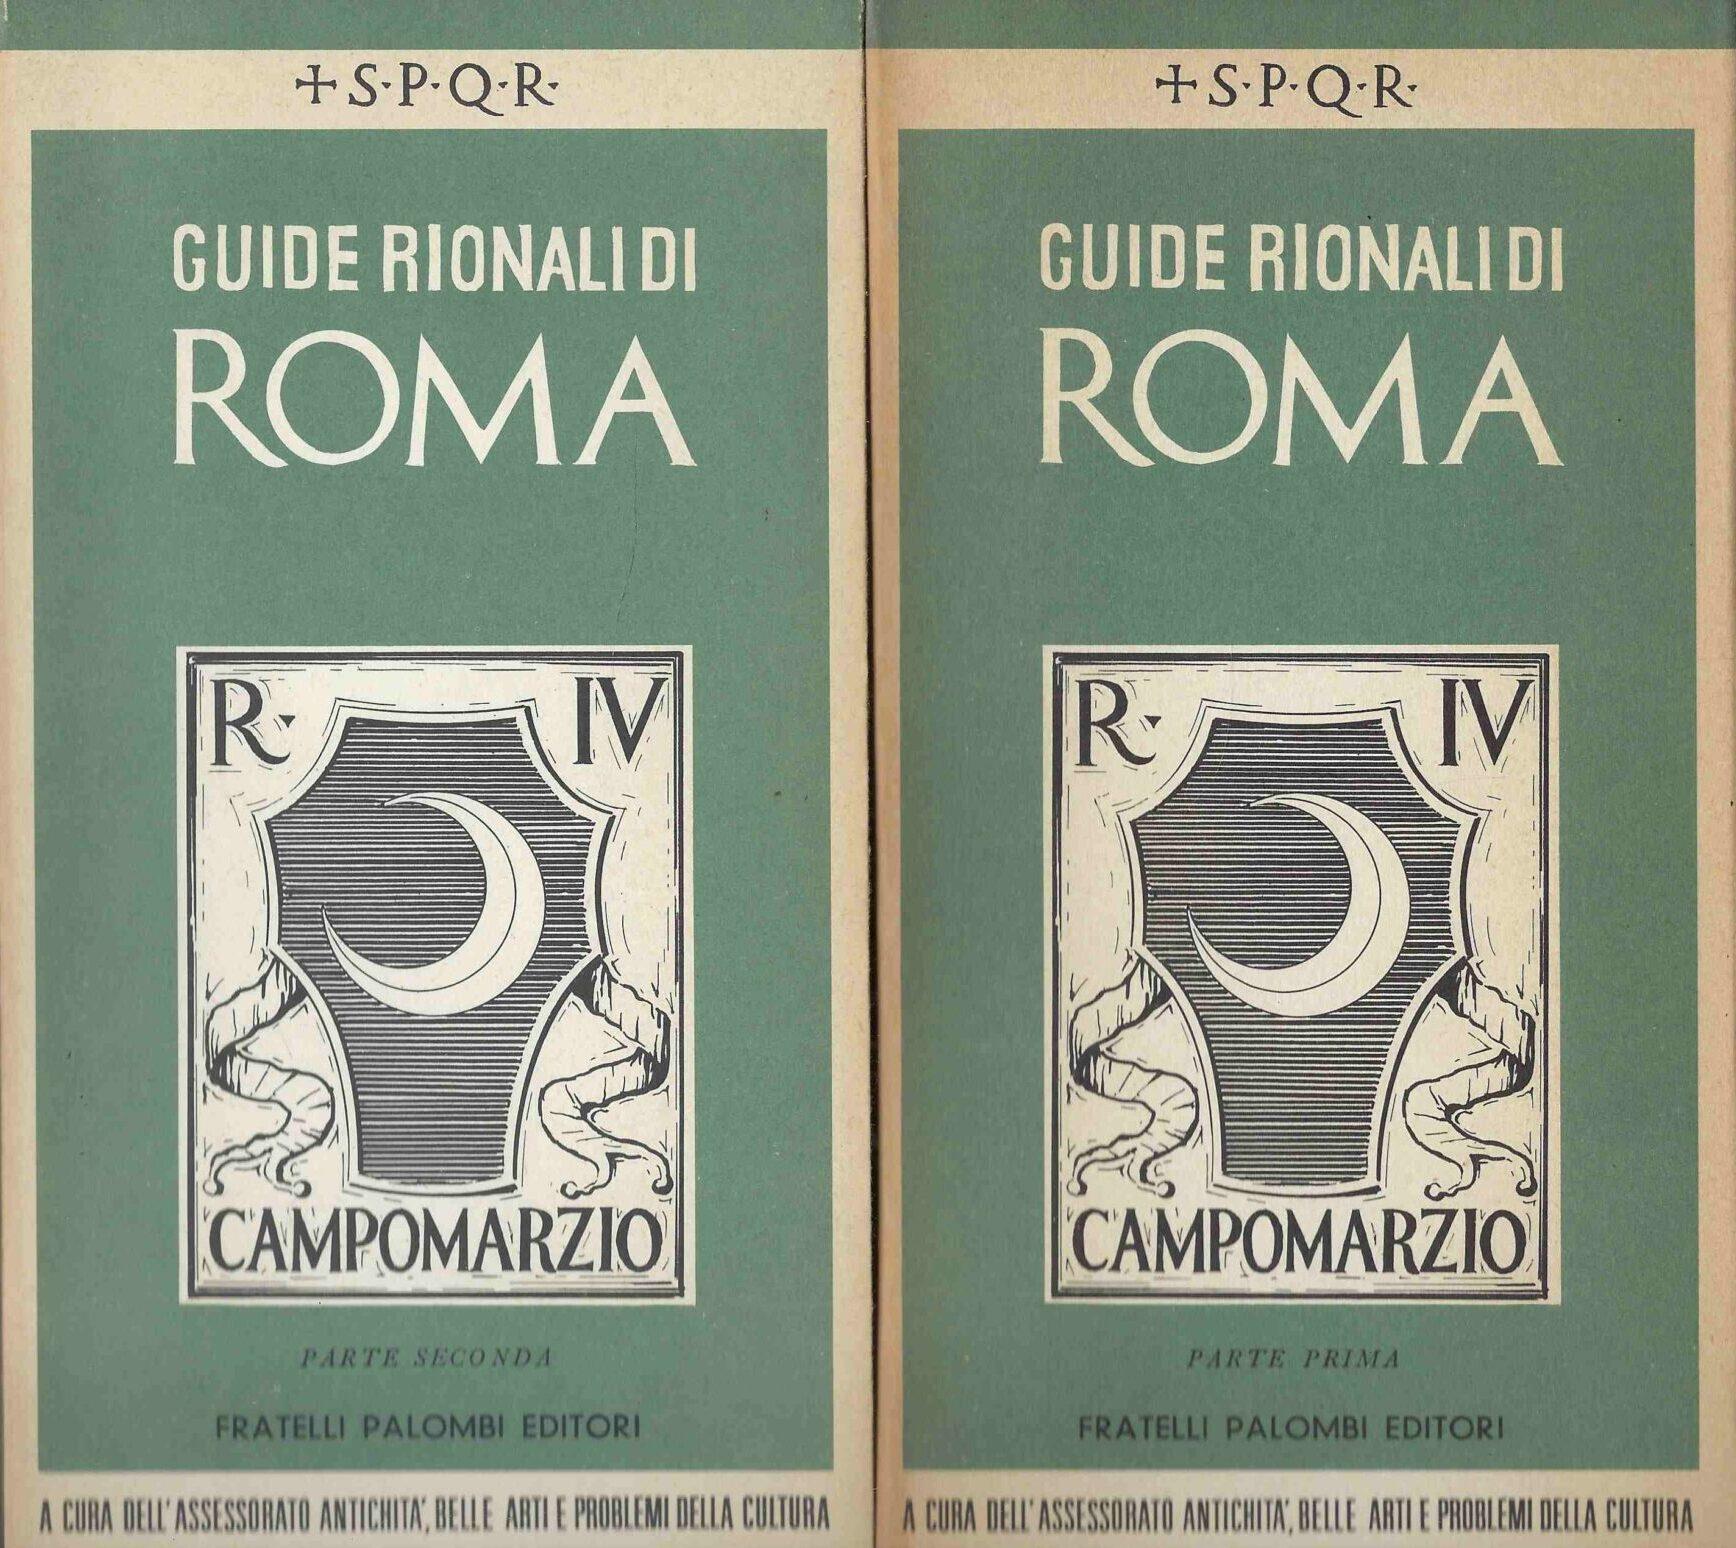 +S·P·Q·R·
GUIDE RIONALI DI
ROMA
R· IV
CAMPOMARZIO
PARTE SECONDA
FRATELLI PALOMBI EDITORI
A CURA DELL'ASSESSORATO ANTICHITA', BELLE ARTI E PROBLEMI DELLA CULTURA
+S·P·Q·R·
GUIDE RIONALI DI
ROMA
R· IV
CAMPOMARZIO
PARTE PRIMA
FRATELLI PALOMBI EDITORI
A CURA DELL'ASSESSORATO ANTICHITA', BELLE ARTI E PROBLEMI DELLA CULTURA